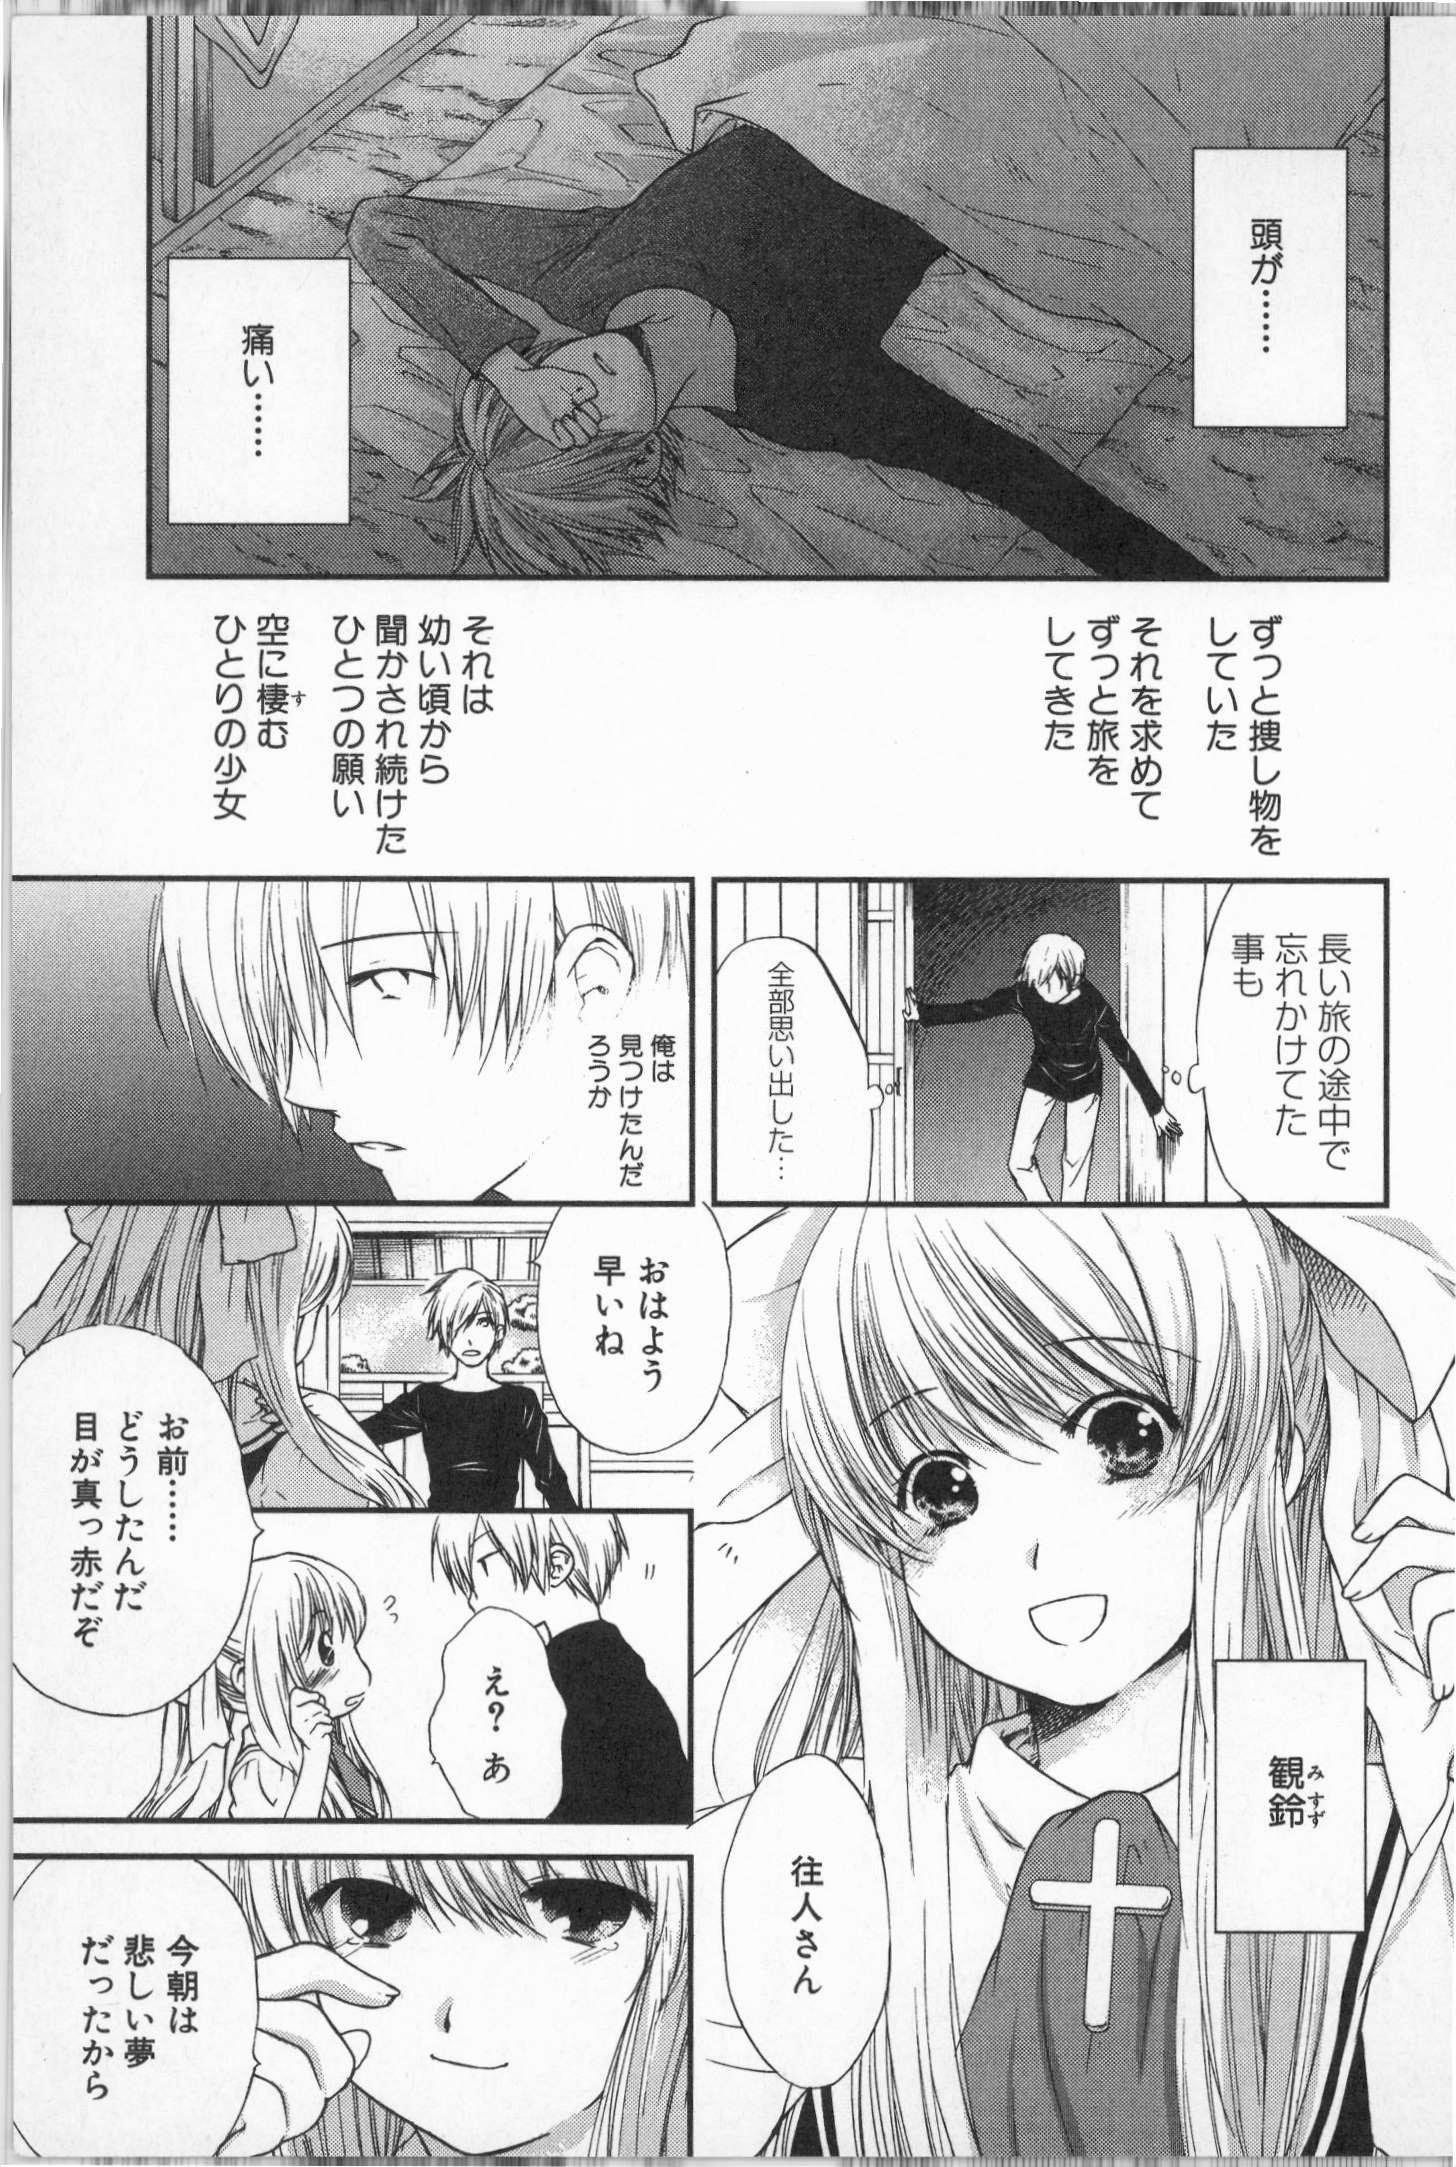 頭が……
痛い……
ずっと捜し物を
していた
それを求めて
ずっと旅を
してきた
それは
幼い頃から
聞かされ続けた
ひとつの願い
空に棲む
す
ひとりの少女
長い旅の途中で
忘れかけてた
事も
全部思い出した…
俺は
見つけたんだ
ろうか
観鈴
みすず
往人さん
おはよう
早いね
お前……
どうしたんだ
目が真っ赤だぞ
え？あ
今朝は
悲しい夢
だったから